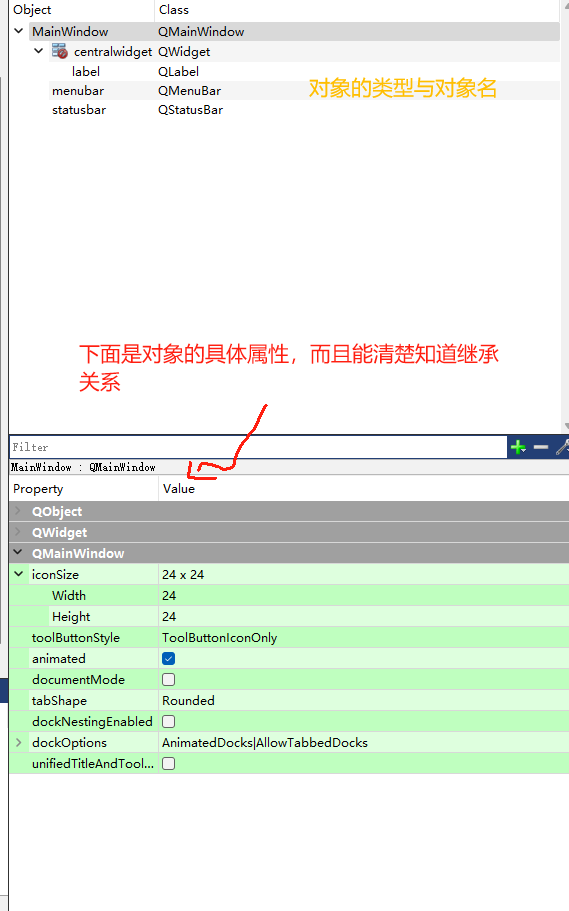 Object Class
MainWindow QMainWindow
centralwidget QWidget
label QLabel
menubar QMenuBar
对象的类型与对象名
statusbar QStatusBar
下面是对象的具体属性，而且能清楚知道继承
关系
Filter
MainWindow : QMainWindow
Property Value
QObject
QWidget
QMainWindow
iconSize 24 x 24
Width 24
Height 24
toolButtonStyle ToolButtonIconOnly
animated
documentMode
tabShape Rounded
dockNestingEnabled
dockOptions AnimatedDocks|AllowTabbedDocks
unifiedTitleAndTool...